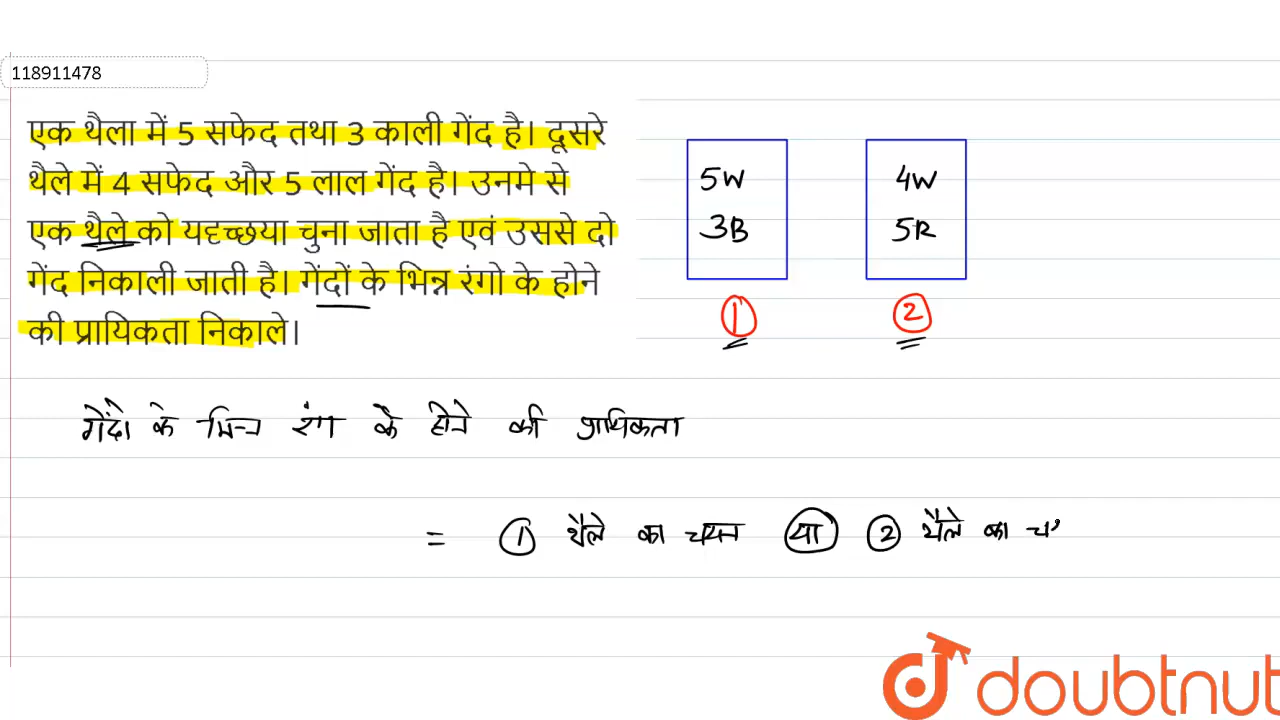 118911478
एक थैला में 5 सफेद तथा 3 काली गेंद है। दूसरे
थैले में 4 सफेद और 5 लाल गेंद है। उनमे से
एक थैले को यदृच्छया चुना जाता है एवं उससे दो
गेंद निकाली जाती है। गेंदों के भिन्न रंगो के होने
की प्रायिकता निकाले।
5W
3B
1
4W
5R
2
गेंदो के भिन्न रंग के होने की प्रायिकता
= 1 थैले का चयन या 2 थैले का च
doubtnut